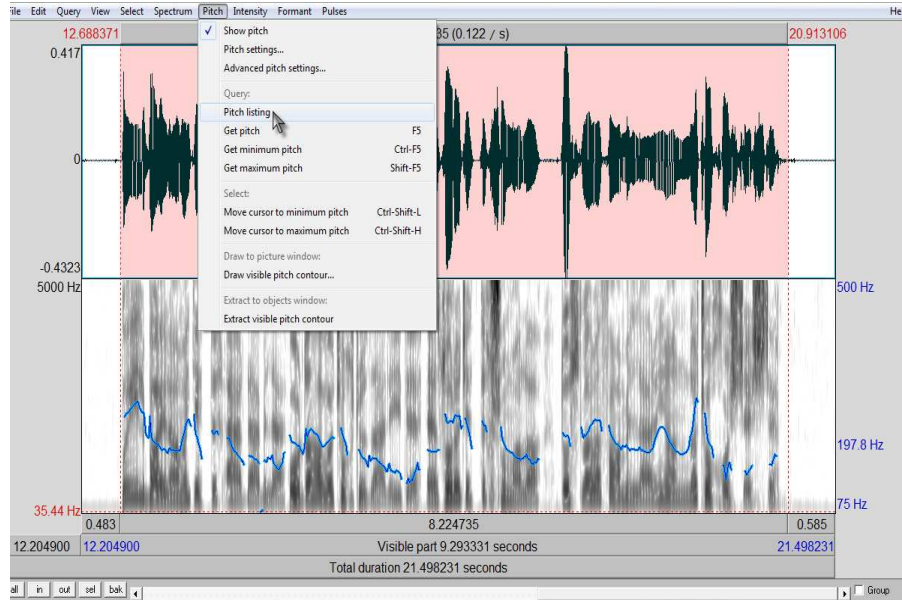 File Edit Query View Select Spectrum Pitch Intensity Formant Pulses He
12.688371 35 (0.122 / s) 20.913106
0.417
0
-0.4323
5000 Hz 500 Hz
Show pitch
Pitch settings...
Advanced pitch settings...
Query:
Pitch listing
Get pitch F5
Get minimum pitch Ctrl-F5
Get maximum pitch Shift-F5
Select:
Move cursor to minimum pitch Ctrl-Shift-L
Move cursor to maximum pitch Ctrl-Shift-H
Draw to picture window:
Draw visible pitch contour...
Extract to objects window:
Extract visible pitch contour
197.8 Hz
35.44 Hz 75 Hz
0.483 8.224735 0.585
12.204900 12.204900 Visible part 9.293331 seconds 21.498231
Total duration 21.498231 seconds
all in out sel bak Group